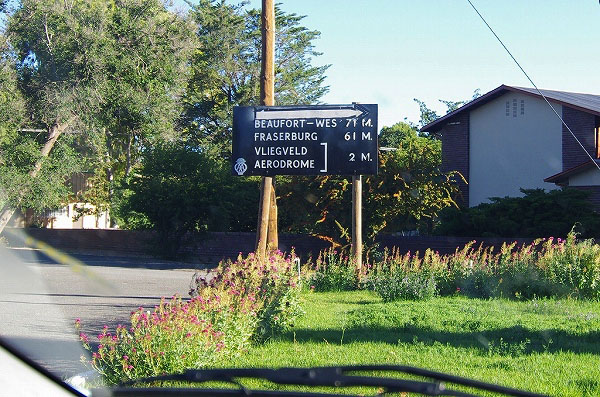 BEAUFORT-WES 71 M.
FRASERBURG 61 M.
VLIEGVELD
AERODROME ] 2 M.